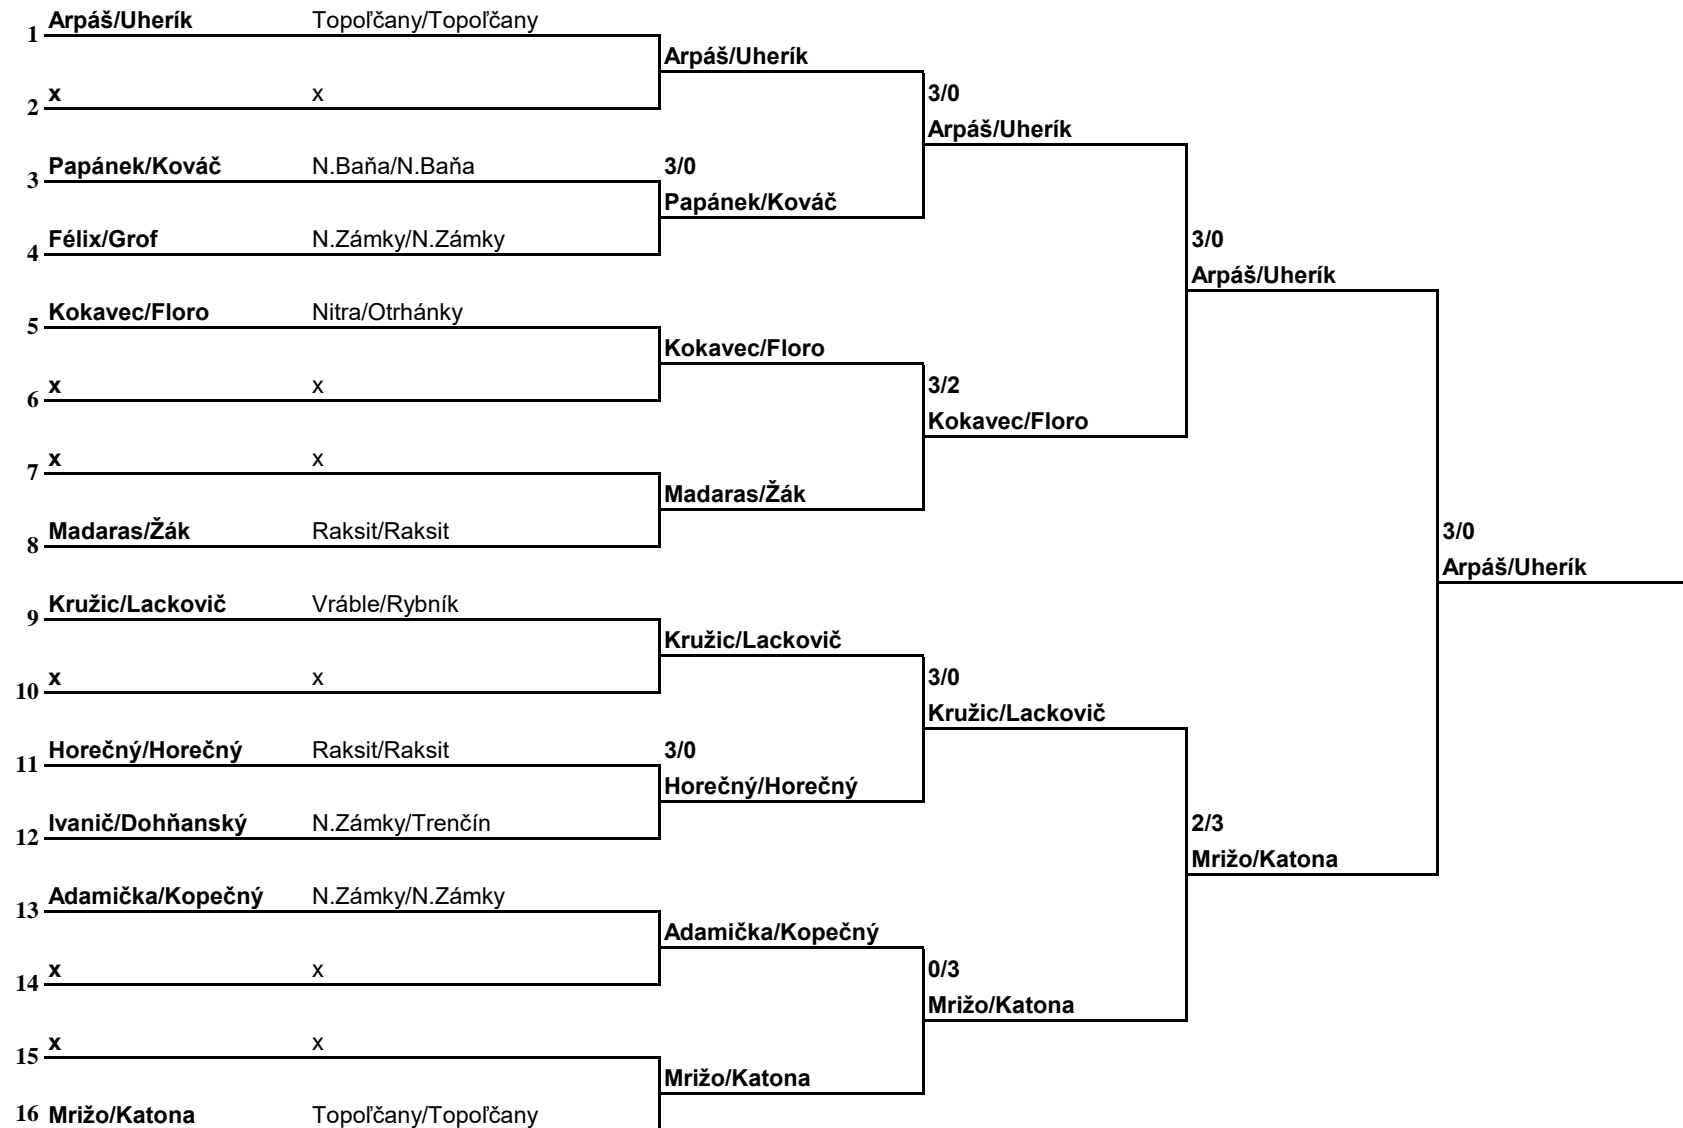 1 Arpáš/Uherík Topoľčany/Topoľčany
Arpáš/Uherík
2 x x 3/0
Arpáš/Uherík
3 Papánek/Kováč N.Baňa/N.Baňa 3/0
Papánek/Kováč
4 Félix/Grof N.Zámky/N.Zámky 3/0
Arpáš/Uherík
5 Kokavec/Floro Nitra/Otrhánky
Kokavec/Floro
6 x x 3/2
Kokavec/Floro
7 x x
Madaras/Žák
8 Madaras/Žák Raksit/Raksit 3/0
Arpáš/Uherík
9 Kružic/Lackovič Vráble/Rybník
Kružic/Lackovič
10 x x 3/0
Kružic/Lackovič
11 Horečný/Horečný Raksit/Raksit 3/0
Horečný/Horečný
12 Ivanič/Dohňanský N.Zámky/Trenčín 2/3
Mrižo/Katona
13 Adamička/Kopečný N.Zámky/N.Zámky
Adamička/Kopečný
14 x x 0/3
Mrižo/Katona
15 x x
Mrižo/Katona
16 Mrižo/Katona Topoľčany/Topoľčany